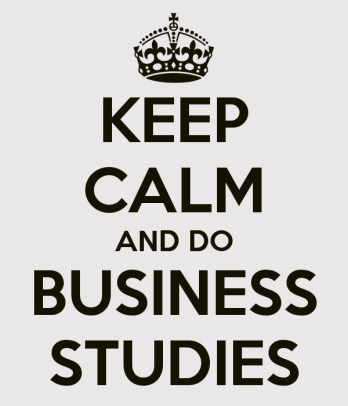 KEEP
CALM
AND DO
BUSINESS
STUDIES